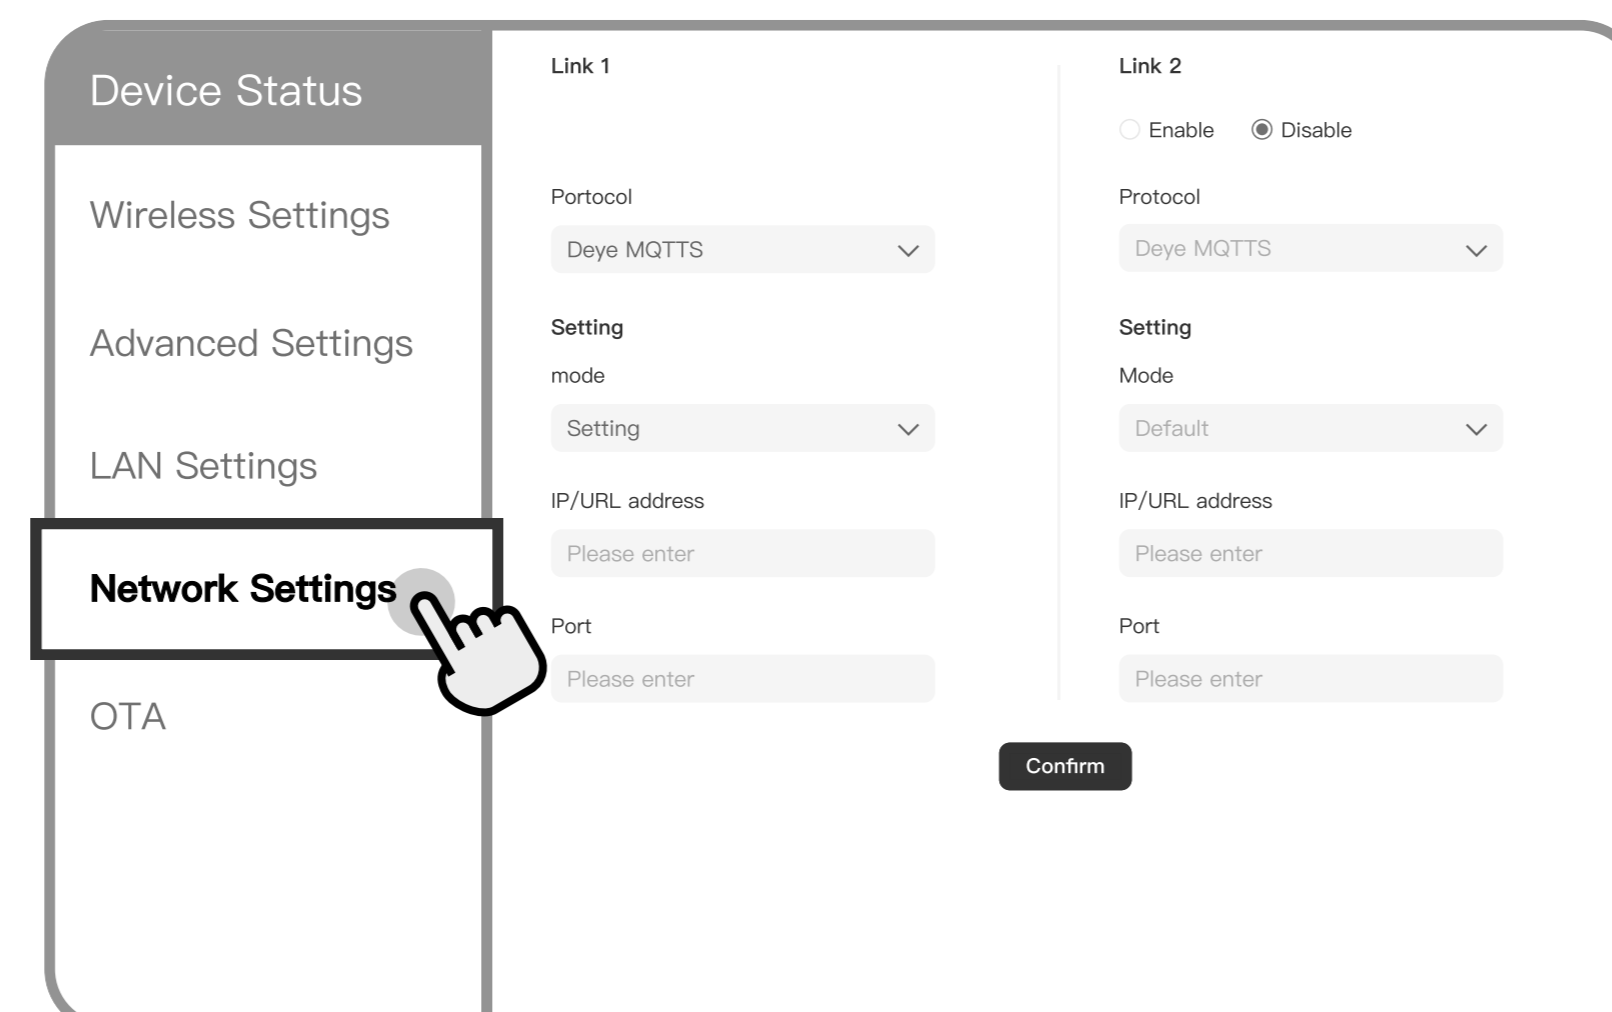 Device Status
Wireless Settings
Advanced Settings
LAN Settings
Network Settings
OTA
Link 1
Portocol
Deye MQTTS
Setting
mode
Setting
IP/URL address
Please enter
Port
Please enter
Link 2
Enable Disable
Protocol
Deye MQTTS
Setting
Mode
Default
IP/URL address
Please enter
Port
Please enter
Confirm